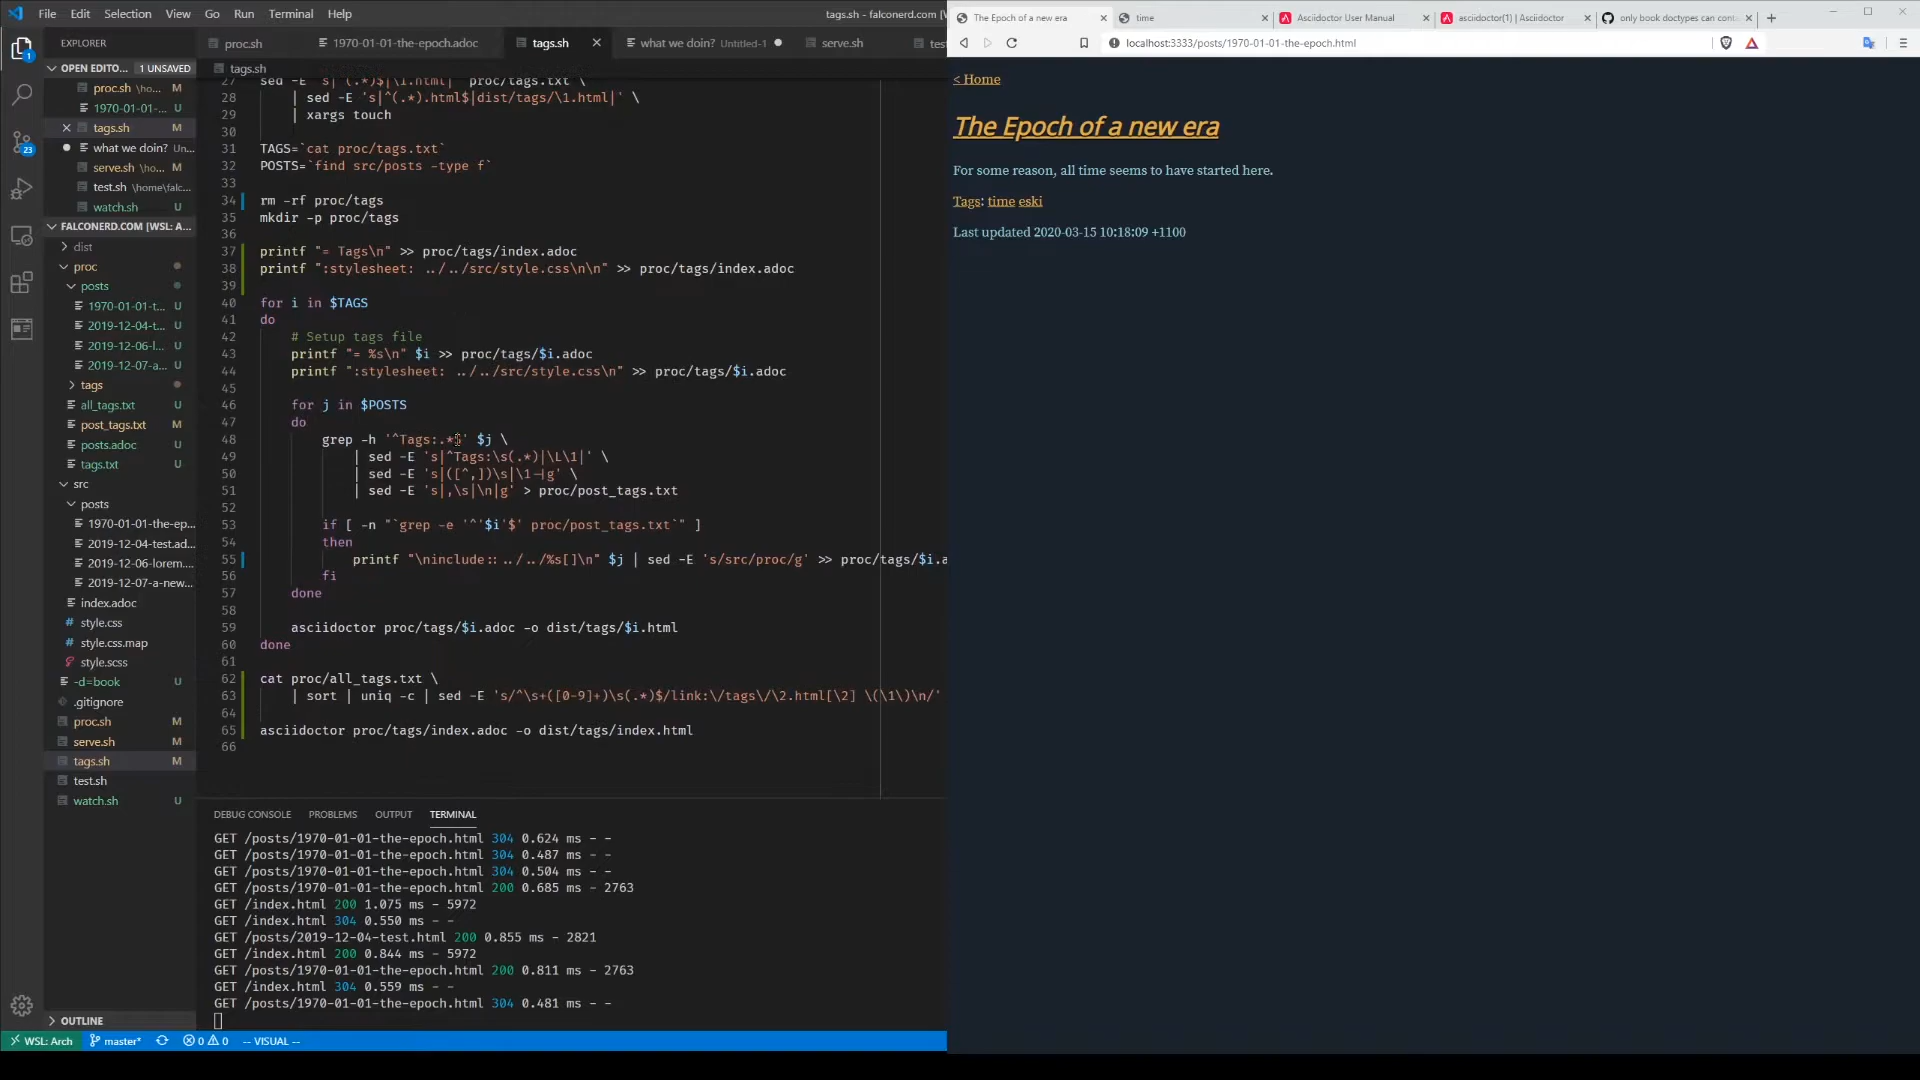 File Edit Selection View Go Run Terminal Help
tags.sh - falconerd.com [
EXPLORER
OPEN EDITO... 1 UNSAVED
proc.sh \ho... M
1970-01-01-... U
tags.sh M
what we doin? Un...
serve.sh \ho... M
test.sh \home\falc...
watch.sh U
FALCONERD.COM [WSL: A...
dist
proc
posts
1970-01-01-t... U
2019-12-04-t... U
2019-12-06-l... U
2019-12-07-a... U
tags
all_tags.txt U
post_tags.txt M
posts.adoc U
tags.txt U
src
posts
1970-01-01-the-ep...
2019-12-04-test.ad...
2019-12-06-lorem....
2019-12-07-a-new...
index.adoc
style.css
style.css.map
style.scss
-d=book U
.gitignore
proc.sh M
serve.sh M
tags.sh M
test.sh
watch.sh U
OUTLINE
proc.sh 1970-01-01-the-epoch.adoc tags.sh what we doin? Untitled-1 serve.sh test
tags.sh
27 sed -E 's|^(.*)$|\1.html|' proc/tags.txt \
28 | sed -E 's|^(.*).html$|dist/tags/\1.html|' \
29 | xargs touch
30
31 TAGS=`cat proc/tags.txt`
32 POSTS=`find src/posts -type f`
33
34 rm -rf proc/tags
35 mkdir -p proc/tags
36
37 printf "= Tags\n" >> proc/tags/index.adoc
38 printf ":stylesheet: ../../src/style.css\n\n" >> proc/tags/index.adoc
39
40 for i in $TAGS
41 do
42 # Setup tags file
43 printf "= %s\n" $i >> proc/tags/$i.adoc
44 printf ":stylesheet: ../../src/style.css\n" >> proc/tags/$i.adoc
45
46 for j in $POSTS
47 do
48 grep -h '^Tags:.*$' $j \
49 | sed -E 's|^Tags:\s(.*)|\L\1|' \
50 | sed -E 's|([^,])\s|\1-|g' \
51 | sed -E 's|,\s|\n|g' > proc/post_tags.txt
52
53 if [ -n "`grep -e '^'$i'$' proc/post_tags.txt`" ]
54 then
55 printf "\ninclude::../../%s[]\n" $j | sed -E 's/src/proc/g' >> proc/tags/$i.a
56 fi
57 done
58
59 asciidoctor proc/tags/$i.adoc -o dist/tags/$i.html
60 done
61
62 cat proc/all_tags.txt \
63 | sort | uniq -c | sed -E 's/^\s+([0-9]+)\s(.*)$/link:\/tags\/\2.html[\2] \(\1\)\n/'
64
65 asciidoctor proc/tags/index.adoc -o dist/tags/index.html
66
DEBUG CONSOLE PROBLEMS OUTPUT TERMINAL
GET /posts/1970-01-01-the-epoch.html 304 0.624 ms - -
GET /posts/1970-01-01-the-epoch.html 304 0.487 ms - -
GET /posts/1970-01-01-the-epoch.html 304 0.504 ms - -
GET /posts/1970-01-01-the-epoch.html 200 0.685 ms - 2763
GET /index.html 200 1.075 ms - 5972
GET /index.html 304 0.550 ms - -
GET /posts/2019-12-04-test.html 200 0.855 ms - 2821
GET /index.html 200 0.844 ms - 5972
GET /posts/1970-01-01-the-epoch.html 200 0.811 ms - 2763
GET /index.html 304 0.559 ms - -
GET /posts/1970-01-01-the-epoch.html 304 0.481 ms - -
1
23
WSL: Arch master* 0 0 -- VISUAL --
The Epoch of a new era time Asciidoctor User Manual asciidoctor(1) | Asciidoctor only book doctypes can cont
localhost:3333/posts/1970-01-01-the-epoch.html
< Home
The Epoch of a new era
For some reason, all time seems to have started here.
Tags: time eski
Last updated 2020-03-15 10:18:09 +1100